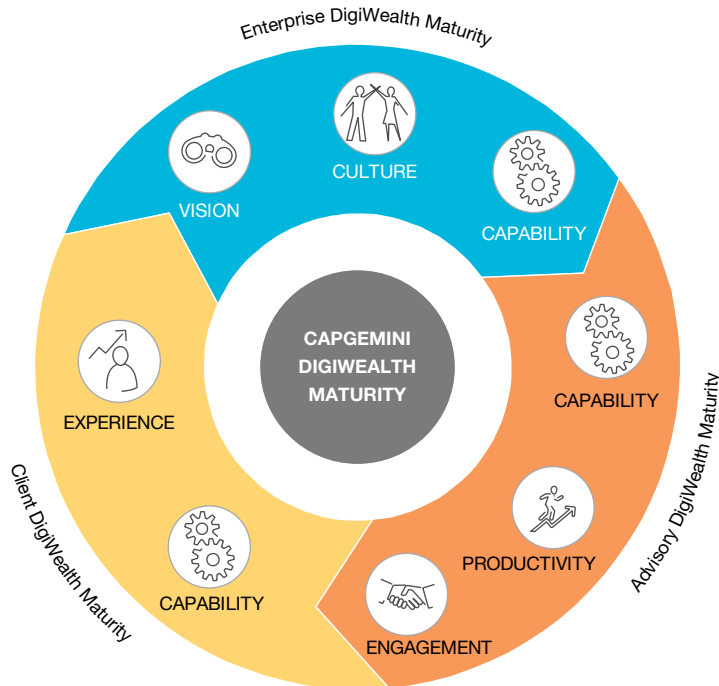 Enterprise DigiWealth Maturity
CULTURE
VISION
CAPABILITY
CAPGEMINI
DIGIWEALTH
MATURITY
CAPABILITY
EXPERIENCE
Advisory DigiWealth Maturity
PRODUCTIVITY
Client DigiWealth Maturity
CAPABILITY
ENGAGEMENT